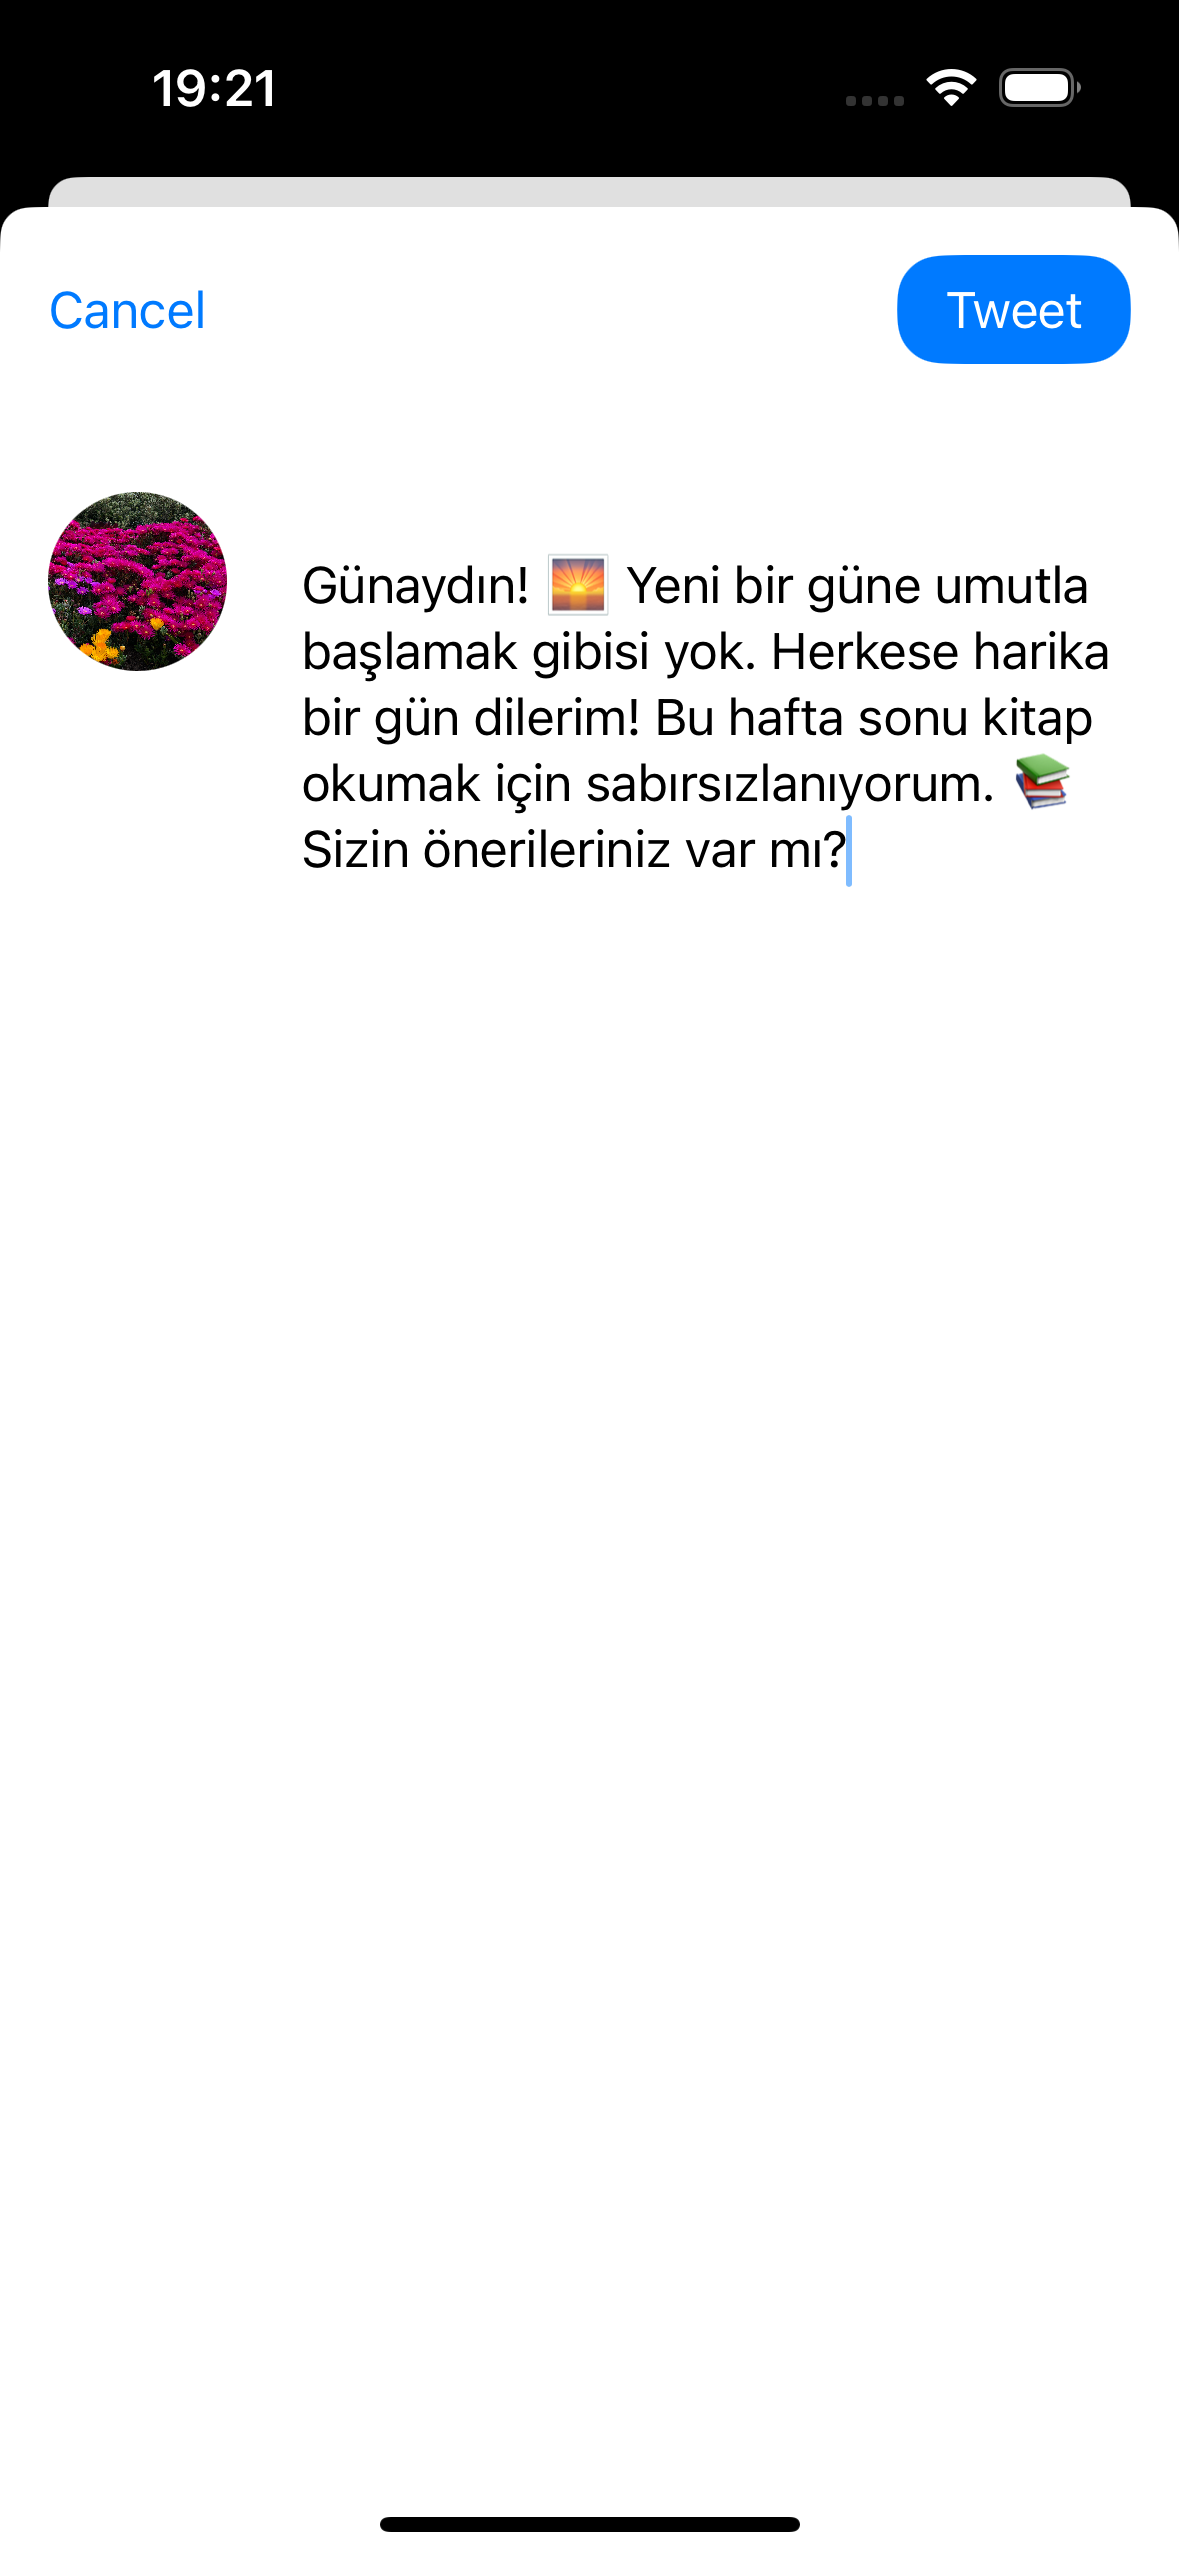 19:21
Cancel
Tweet
Günaydın! 🌅 Yeni bir güne umutla
başlamak gibisi yok. Herkese harika
bir gün dilerim! Bu hafta sonu kitap
okumak için sabırsızlanıyorum. 📚
Sizin önerileriniz var mı?